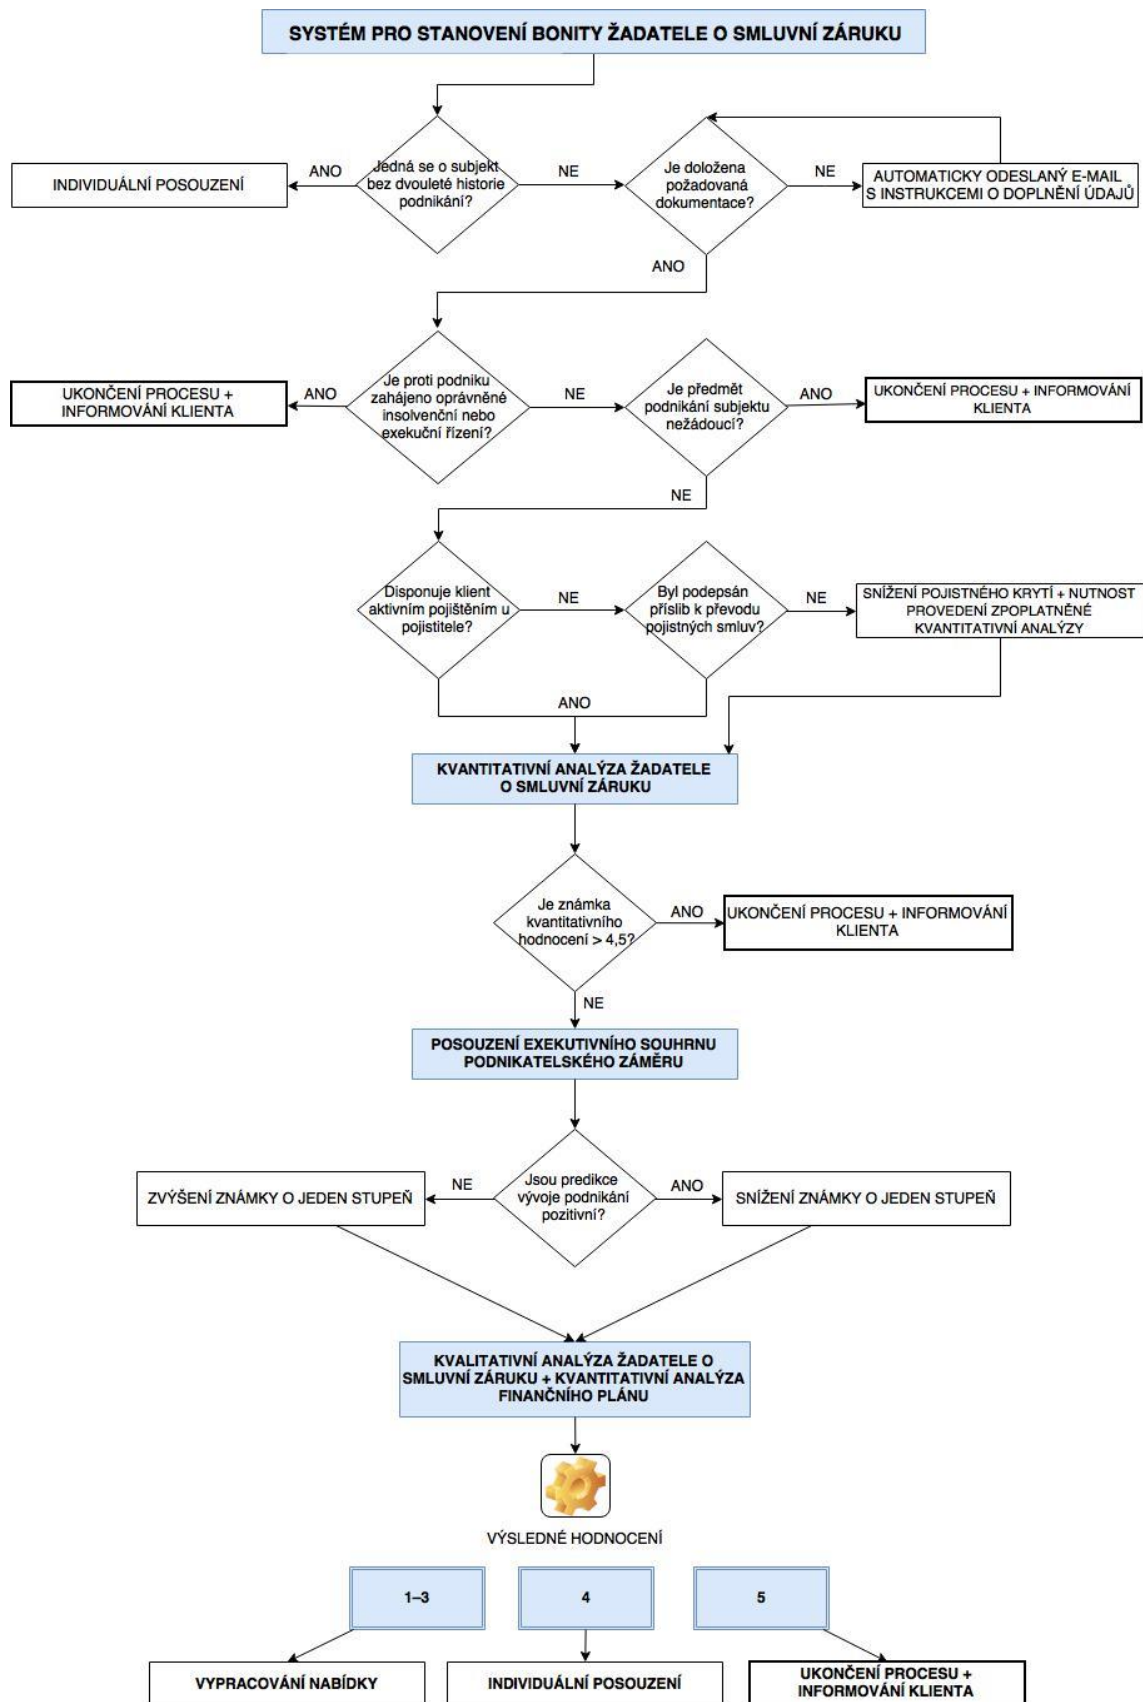 SYSTÉM PRO STANOVENÍ BONITY ŽADATELE O SMLUVNÍ ZÁRUKU
INDIVIDUÁLNÍ POSOUZENÍ
ANO
Jedná se o subjekt
bez dvouleté historie
podnikání?
NE
Je doložena
požadovaná
dokumentace?
NE
AUTOMATICKY ODESLANÝ E-MAIL
S INSTRUKCEMI O DOPLNĚNÍ ÚDAJŮ
ANO
UKONČENÍ PROCESU +
INFORMOVÁNÍ KLIENTA
ANO
Je proti podniku
zahájeno oprávněné
insolvenční nebo
exekuční řízení?
NE
Je předmět
podnikání subjektu
nežádoucí?
ANO
UKONČENÍ PROCESU + INFORMOVÁNÍ
KLIENTA
NE
Disponuje klient
aktivním pojištěním u
pojistitele?
NE
Byl podepsán
příslib k převodu
pojistných smluv?
NE
SNÍŽENÍ POJISTNÉHO KRYTÍ + NUTNOST
PROVEDENÍ ZPOPLATNĚNÉ
KVANTITATIVNÍ ANALÝZY
ANO
KVANTITATIVNÍ ANALÝZA ŽADATELE
O SMLUVNÍ ZÁRUKU
Je známka
kvantitativního
hodnocení > 4,5?
ANO
UKONČENÍ PROCESU + INFORMOVÁNÍ
KLIENTA
NE
POSOUZENÍ EXEKUTIVNÍHO SOUHRNU
PODNIKATELSKÉHO ZÁMĚRU
ZVÝŠENÍ ZNÁMKY O JEDEN STUPEŇ
NE
Jsou predikce
vývoje podnikání
pozitivní?
ANO
SNÍŽENÍ ZNÁMKY O JEDEN STUPEŇ
KVALITATIVNÍ ANALÝZA ŽADATELE O
SMLUVNÍ ZÁRUKU + KVANTITATIVNÍ ANALÝZA
FINANČNÍHO PLÁNU
VÝSLEDNÉ HODNOCENÍ
1–3
4
5
VYPRACOVÁNÍ NABÍDKY
INDIVIDUÁLNÍ POSOUZENÍ
UKONČENÍ PROCESU +
INFORMOVÁNÍ KLIENTA